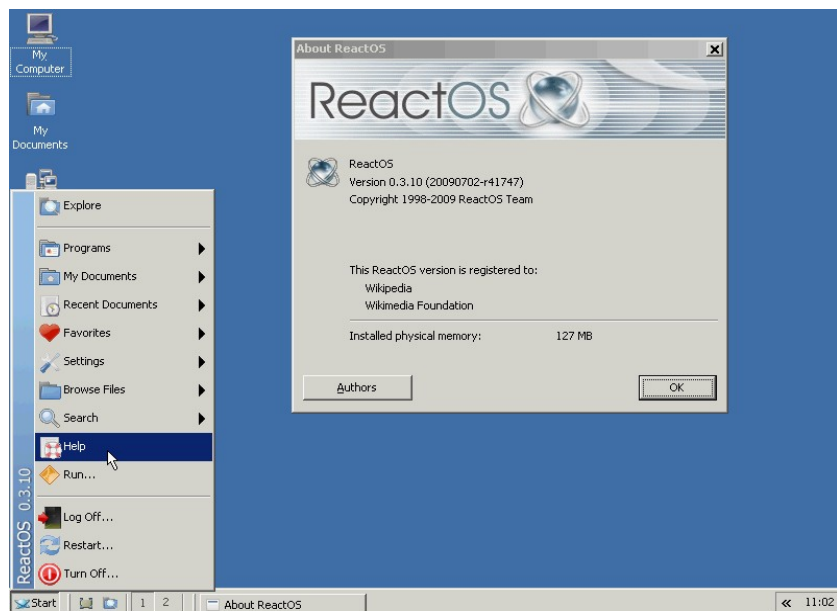 My
Computer
My
Documents
Explore
Programs
My Documents
Recent Documents
Favorites
Settings
Browse Files
Search
Help
Run...
Log Off...
Restart...
Turn Off...
ReactOS 0.3.10
About ReactOS
ReactOS
ReactOS
Version 0.3.10 (20090702-r41747)
Copyright 1998-2009 ReactOS Team
This ReactOS version is registered to:
Wikipedia
Wikimedia Foundation
Installed physical memory: 127 MB
Authors OK
Start 1 2 About ReactOS « 11:02